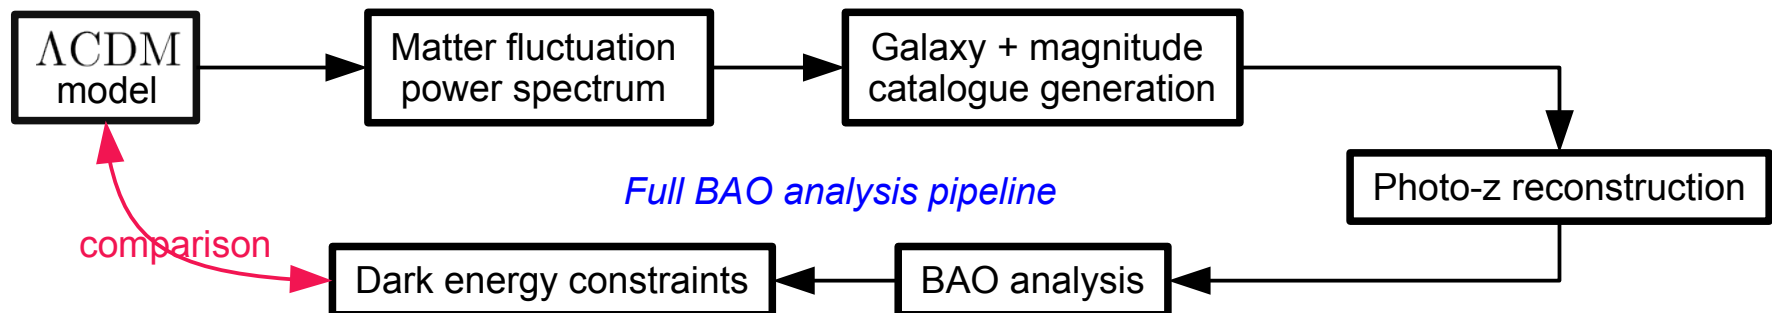 ΛCDM
model
Matter fluctuation
power spectrum
Galaxy + magnitude
catalogue generation
Photo-z reconstruction
Full BAO analysis pipeline
comparison
Dark energy constraints
BAO analysis